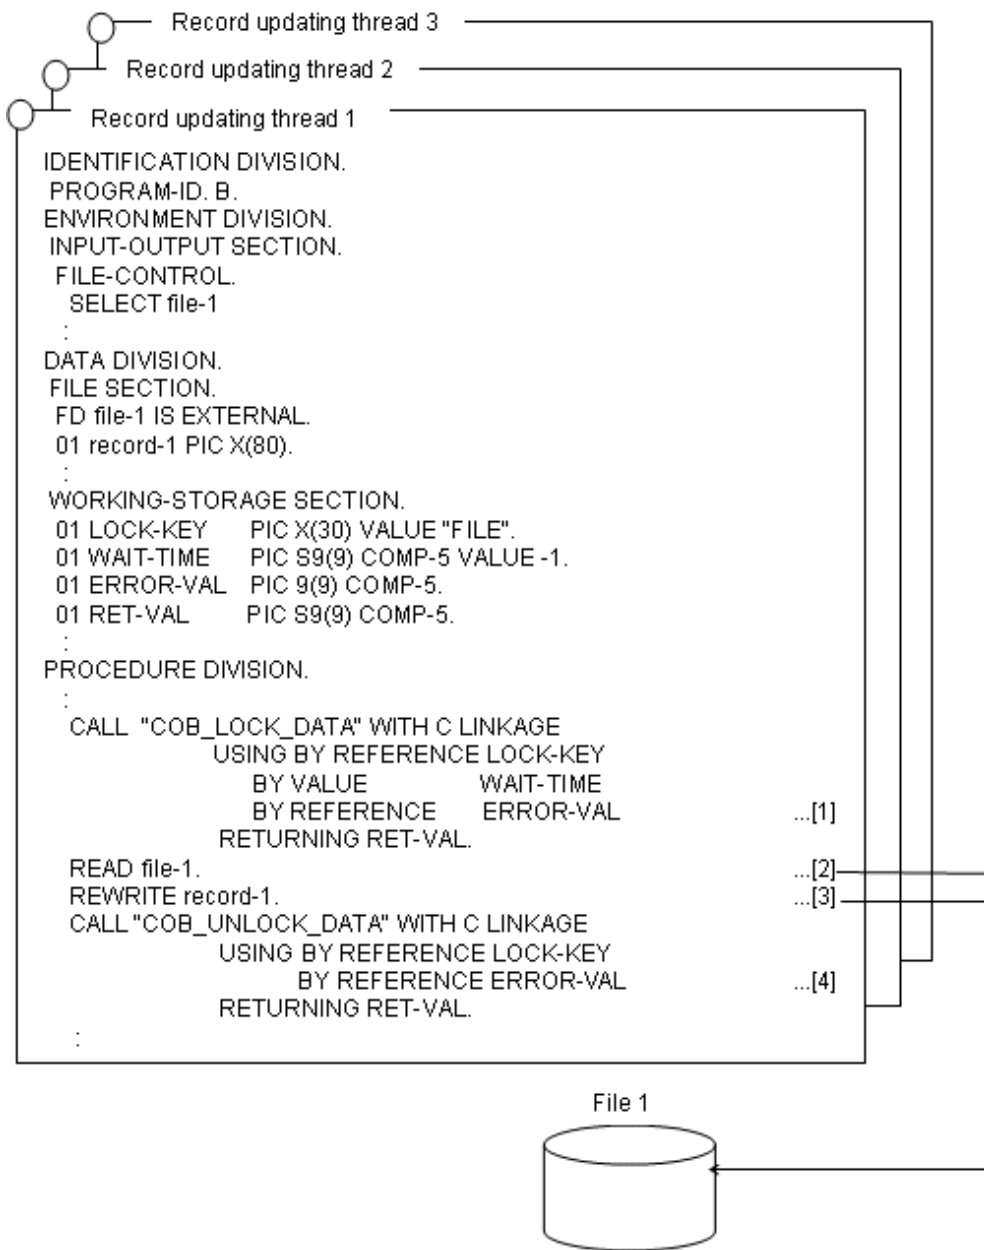 Record updating thread 3
Record updating thread 2
Record updating thread 1
IDENTIFICATION DIVISION.
PROGRAM-ID. B.
ENVIRONMENT DIVISION.
INPUT-OUTPUT SECTION.
FILE-CONTROL.
SELECT file-1
:
DATA DIVISION.
FILE SECTION.
FD file-1 IS EXTERNAL.
01 record-1 PIC X(80).
:
WORKING-STORAGE SECTION.
01 LOCK-KEY PIC X(30) VALUE "FILE".
01 WAIT-TIME PIC S9(9) COMP-5 VALUE -1.
01 ERROR-VAL PIC 9(9) COMP-5.
01 RET-VAL PIC S9(9) COMP-5.
:
PROCEDURE DIVISION.
:
CALL "COB_LOCK_DATA" WITH C LINKAGE
USING BY REFERENCE LOCK-KEY
BY VALUE WAIT-TIME
BY REFERENCE ERROR-VAL ...[1]
RETURNING RET-VAL.
READ file-1. ...[2]
REWRITE record-1. ...[3]
CALL "COB_UNLOCK_DATA" WITH C LINKAGE
USING BY REFERENCE LOCK-KEY
BY REFERENCE ERROR-VAL ...[4]
RETURNING RET-VAL.
:
File 1